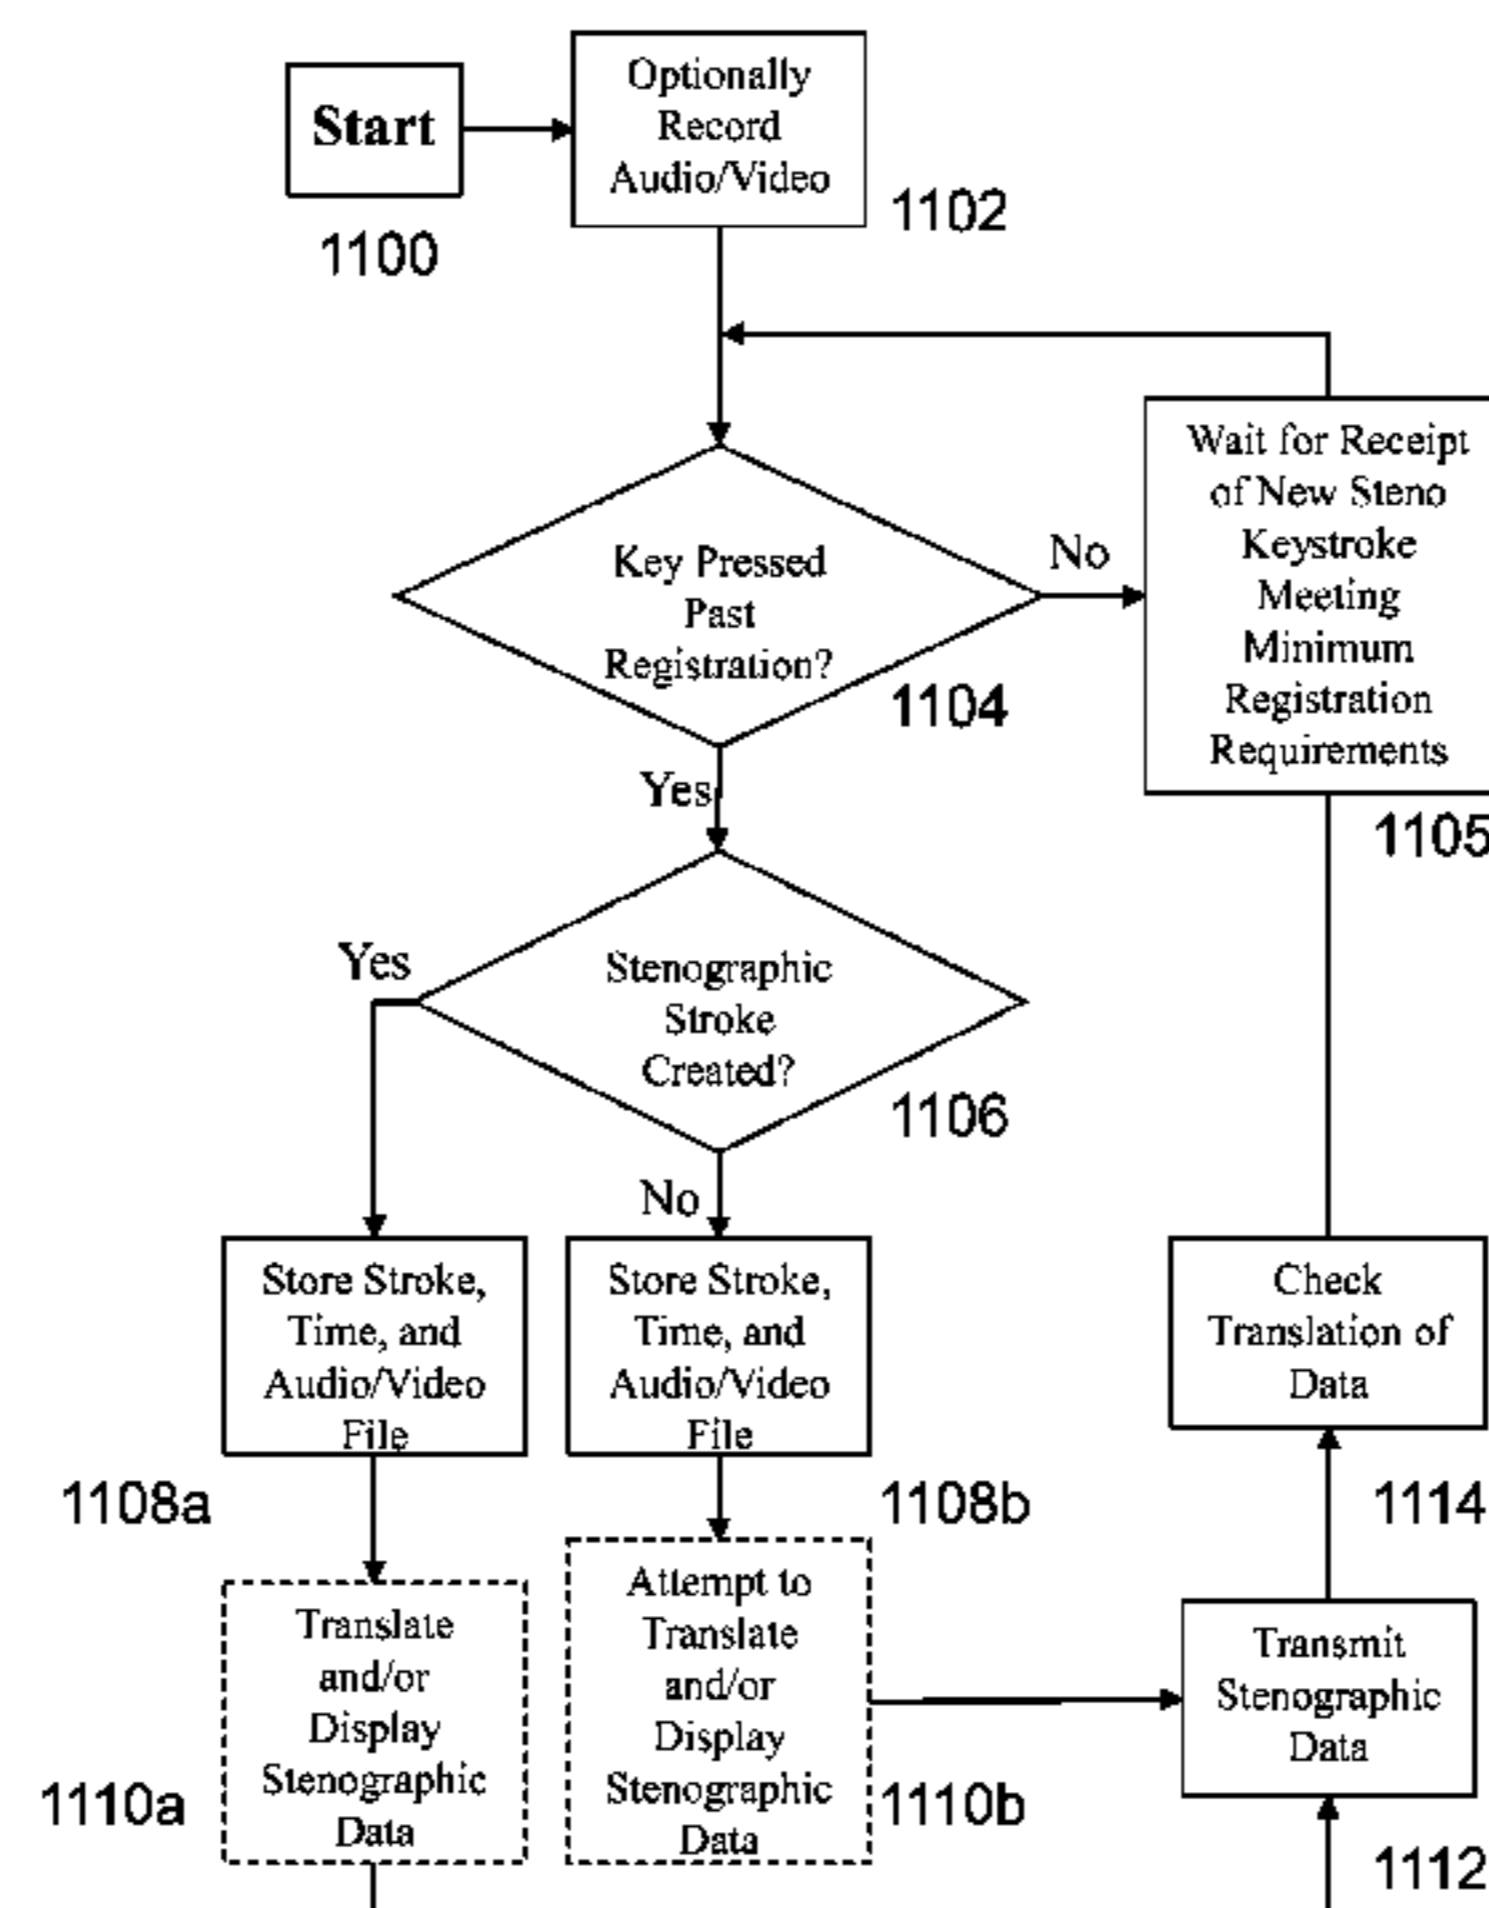 Start
1100
Optionally
Record
Audio/Video
1102
Key Pressed
Past
Registration?
1104
No
Wait for Receipt
of New Steno
Keystroke
Meeting
Minimum
Registration
Requirements
1105
Yes
Stenographic
Stroke
Created?
1106
Yes
No
Store Stroke,
Time, and
Audio/Video
File
1108a
Store Stroke,
Time, and
Audio/Video
File
1108b
Check
Translation of
Data
1114
Translate
and/or
Display
Stenographic
Data
1110a
Attempt to
Translate
and/or
Display
Stenographic
Data
1110b
Transmit
Stenographic
Data
1112